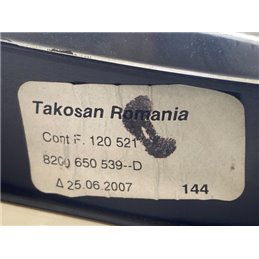 Takosan Romania
Cont F. 120 521
8200 650 539--D
Δ 25.06.2007 144